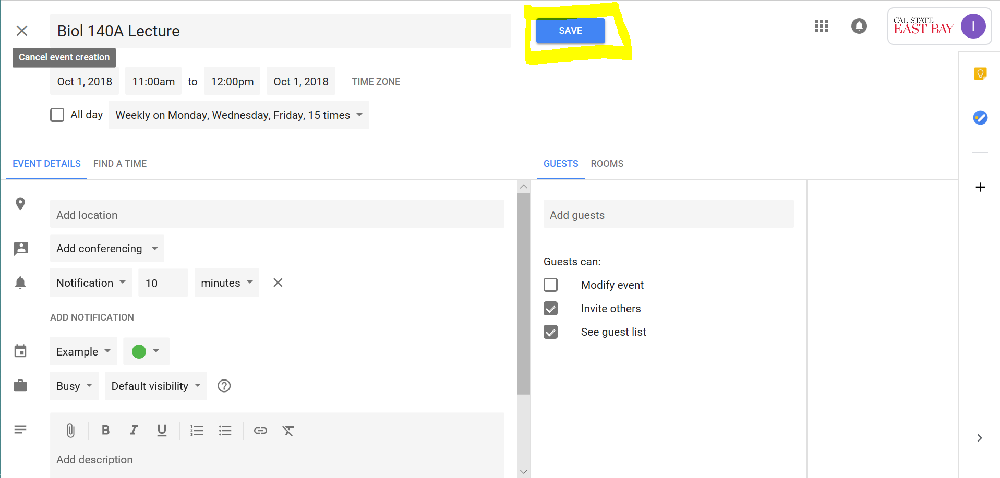 Biol 140A Lecture
SAVE
CAL STATE
EAST BAY
I
Cancel event creation
Oct 1, 2018 11:00am to 12:00pm Oct 1, 2018 TIME ZONE
All day Weekly on Monday, Wednesday, Friday, 15 times
EVENT DETAILS FIND A TIME
GUESTS ROOMS
Add location
Add conferencing
Notification 10 minutes
ADD NOTIFICATION
Example
Busy Default visibility ?
B I U
Add description
Add guests
Guests can:
Modify event
Invite others
See guest list